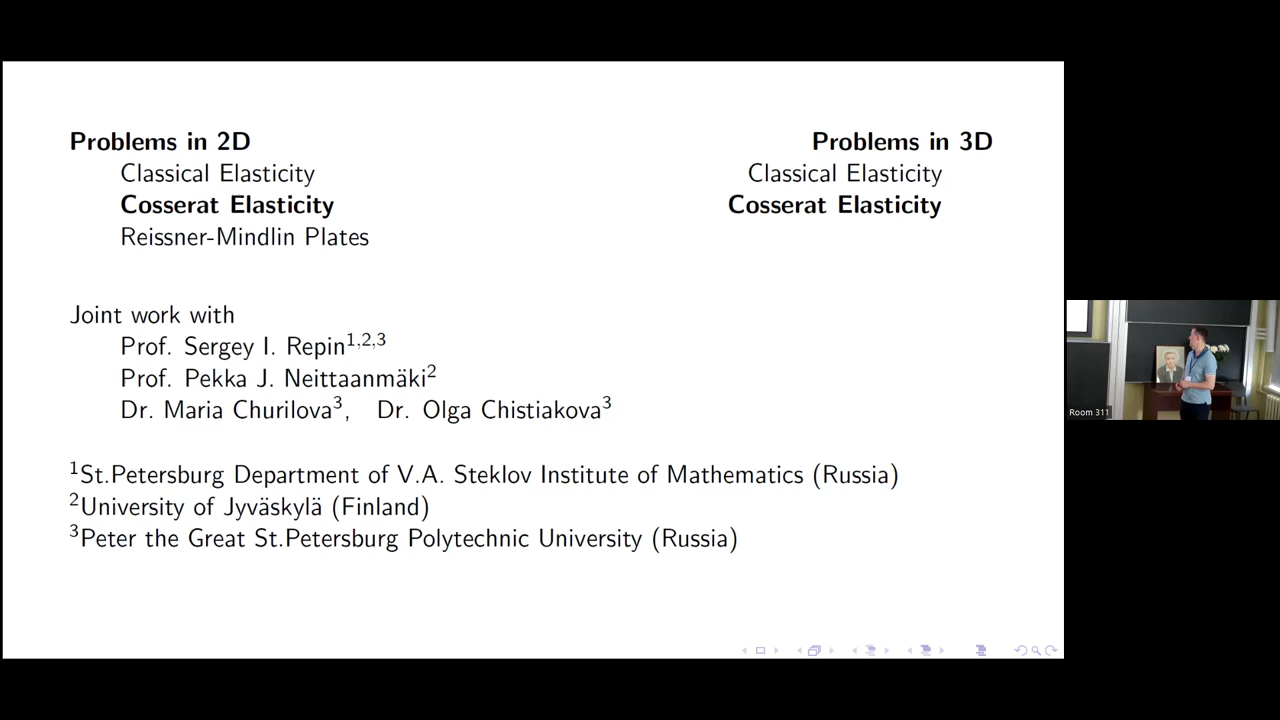 Problems in 2D
Classical Elasticity
Cosserat Elasticity
Reissner-Mindlin Plates
Problems in 3D
Classical Elasticity
Cosserat Elasticity
Joint work with
Prof. Sergey I. Repin1,2,3
Prof. Pekka J. Neittaanmäki2
Dr. Maria Churilova3, Dr. Olga Chistiakova3
1St.Petersburg Department of V.A. Steklov Institute of Mathematics (Russia)
2University of Jyväskylä (Finland)
3Peter the Great St.Petersburg Polytechnic University (Russia)
Room 311